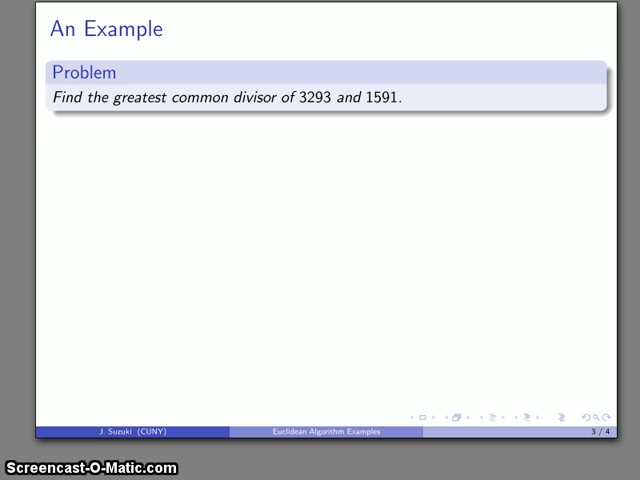 An Example
Problem
Find the greatest common divisor of 3293 and 1591.
J. Suzuki (CUNY)
Euclidean Algorithm Examples
3 / 4
Screencast-O-Matic.com